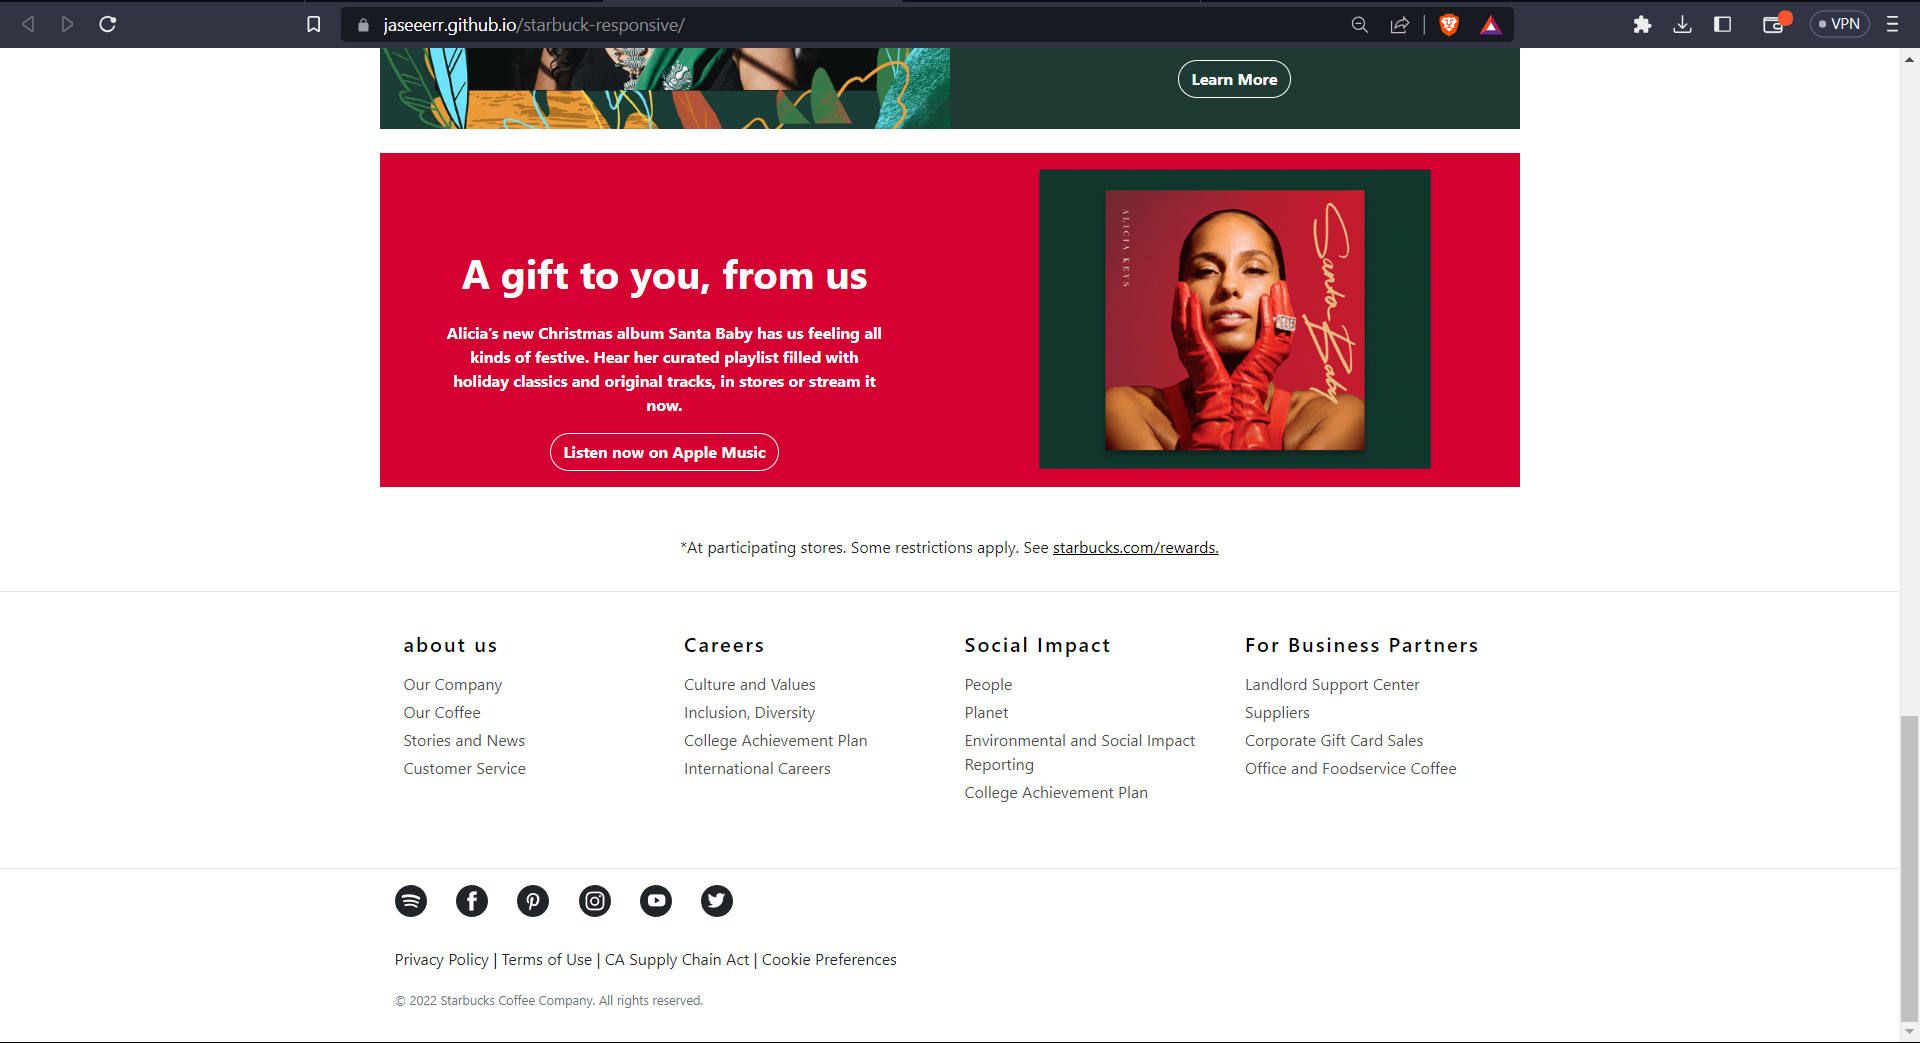 jaseeerr.github.io/starbuck-responsive/
VPN
Learn More
A gift to you, from us
Alicia’s new Christmas album Santa Baby has us feeling all
kinds of festive. Hear her curated playlist filled with
holiday classics and original tracks, in stores or stream it
now.
Listen now on Apple Music
ALICIA KEYS
Santa Baby
*At participating stores. Some restrictions apply. See starbucks.com/rewards.
about us
Our Company
Our Coffee
Stories and News
Customer Service
Careers
Culture and Values
Inclusion, Diversity
College Achievement Plan
International Careers
Social Impact
People
Planet
Environmental and Social Impact
Reporting
College Achievement Plan
For Business Partners
Landlord Support Center
Suppliers
Corporate Gift Card Sales
Office and Foodservice Coffee
Privacy Policy | Terms of Use | CA Supply Chain Act | Cookie Preferences
© 2022 Starbucks Coffee Company. All rights reserved.